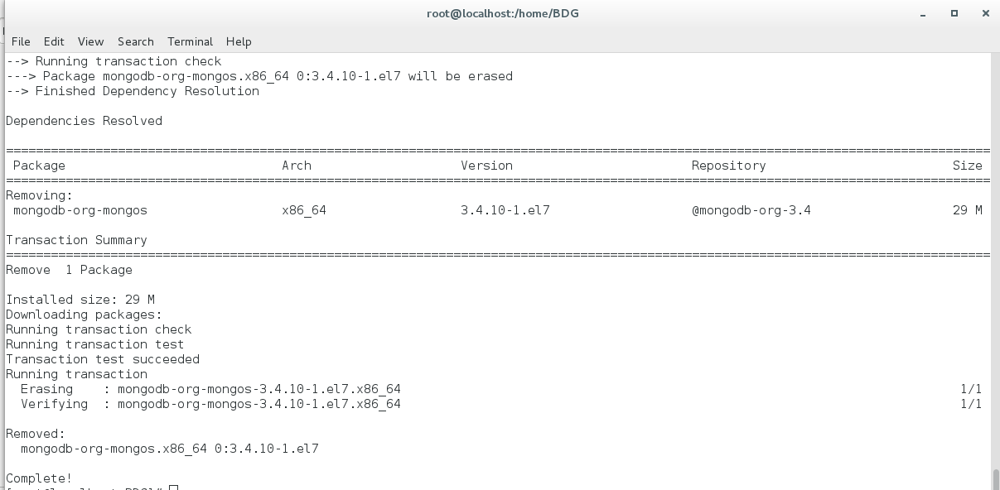 root@localhost:/home/BDG
File Edit View Search Terminal Help
--> Running transaction check
---> Package mongodb-org-mongos.x86_64 0:3.4.10-1.el7 will be erased
--> Finished Dependency Resolution
Dependencies Resolved
================================================================================
Package Arch Version Repository Size
================================================================================
Removing:
mongodb-org-mongos x86_64 3.4.10-1.el7 @mongodb-org-3.4 29 M
Transaction Summary
================================================================================
Remove 1 Package
Installed size: 29 M
Downloading packages:
Running transaction check
Running transaction test
Transaction test succeeded
Running transaction
Erasing : mongodb-org-mongos-3.4.10-1.el7.x86_64 1/1
Verifying : mongodb-org-mongos-3.4.10-1.el7.x86_64 1/1
Removed:
mongodb-org-mongos.x86_64 0:3.4.10-1.el7
Complete!